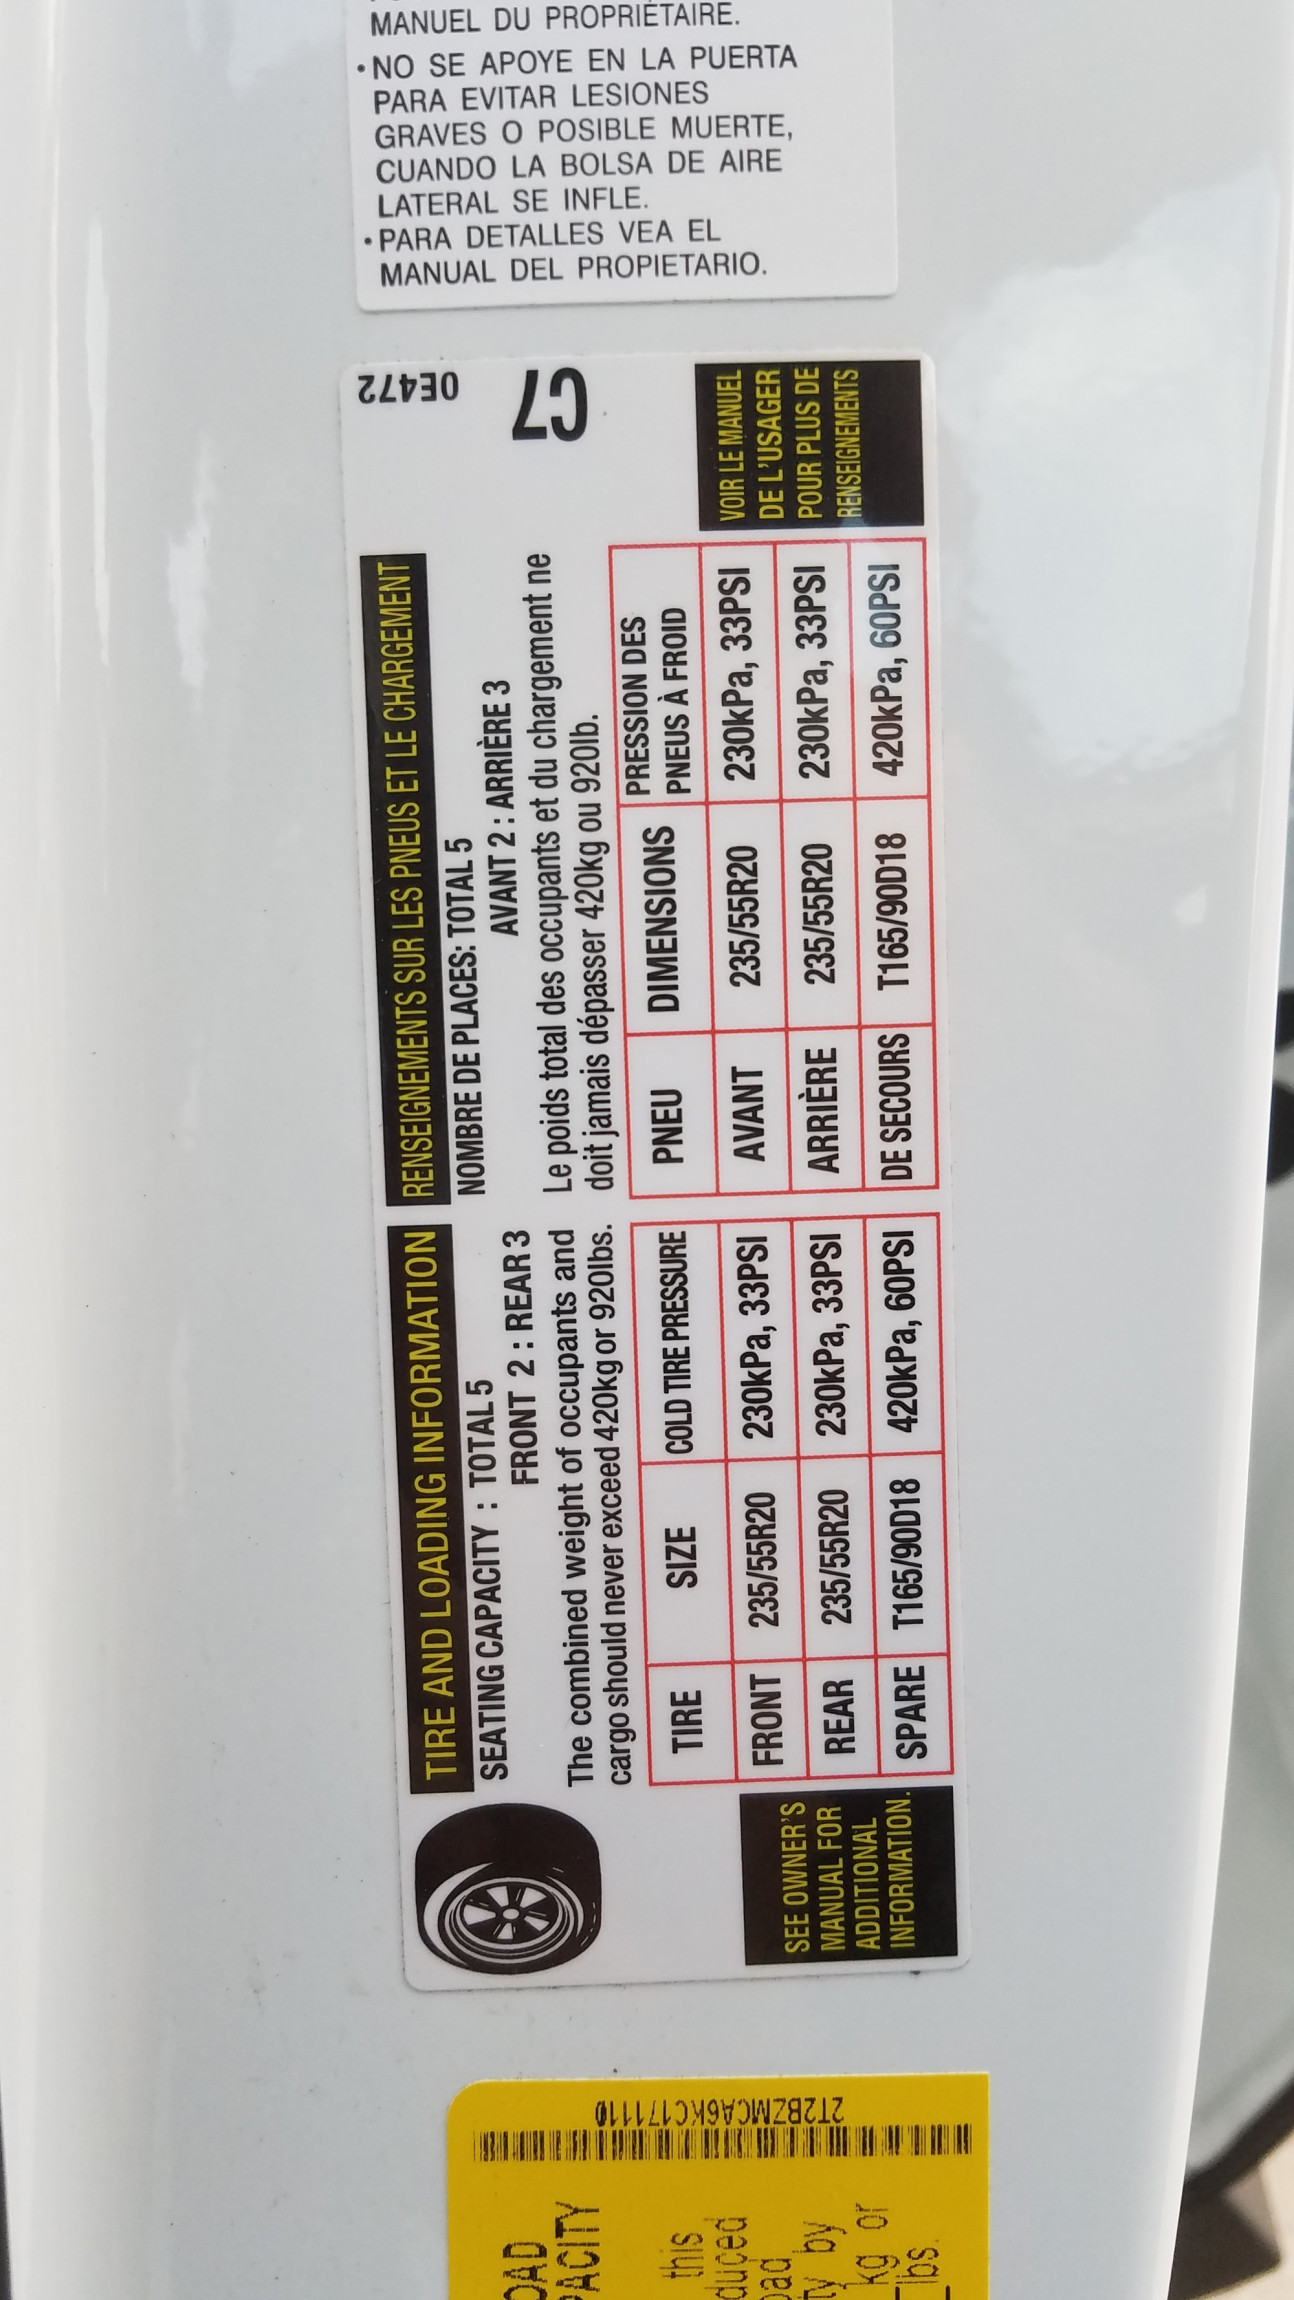 MANUEL DU PROPRIÉTAIRE.
•NO SE APOYE EN LA PUERTA
PARA EVITAR LESIONES
GRAVES O POSIBLE MUERTE,
CUANDO LA BOLSA DE AIRE
LATERAL SE INFLE.
•PARA DETALLES VEA EL
MANUAL DEL PROPIETARIO.
TIRE AND LOADING INFORMATION
SEATING CAPACITY : TOTAL 5
FRONT 2 : REAR 3
The combined weight of occupants and
cargo should never exceed 420kg or 920lbs.
TIRE SIZE COLD TIRE PRESSURE
FRONT 235/55R20 230kPa, 33PSI
REAR 235/55R20 230kPa, 33PSI
SPARE T165/90D18 420kPa, 60PSI
SEE OWNER'S
MANUAL FOR
ADDITIONAL
INFORMATION.
RENSEIGNEMENTS SUR LES PNEUS ET LE CHARGEMENT
NOMBRE DE PLACES: TOTAL 5
AVANT 2 : ARRIÈRE 3
Le poids total des occupants et du chargement ne
doit jamais dépasser 420kg ou 920lb.
PNEU DIMENSIONS PRESSION DES
PNEUS À FROID
AVANT 235/55R20 230kPa, 33PSI
ARRIÈRE 235/55R20 230kPa, 33PSI
DE SECOURS T165/90D18 420kPa, 60PSI
0E472
C7
VOIR LE MANUEL
DE L'USAGER
POUR PLUS DE
RENSEIGNEMENTS
2T2BZMCA6KC171110
this
by
kg or
lbs.